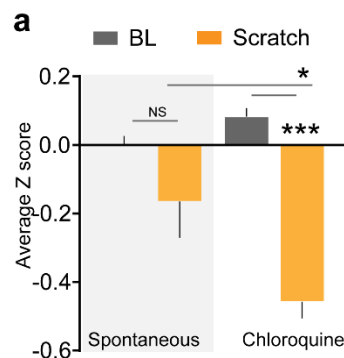 a
BL Scratch
Average Z score
0.2
0.0
-0.2
-0.4
-0.6
NS
*
***
Spontaneous Chloroquine